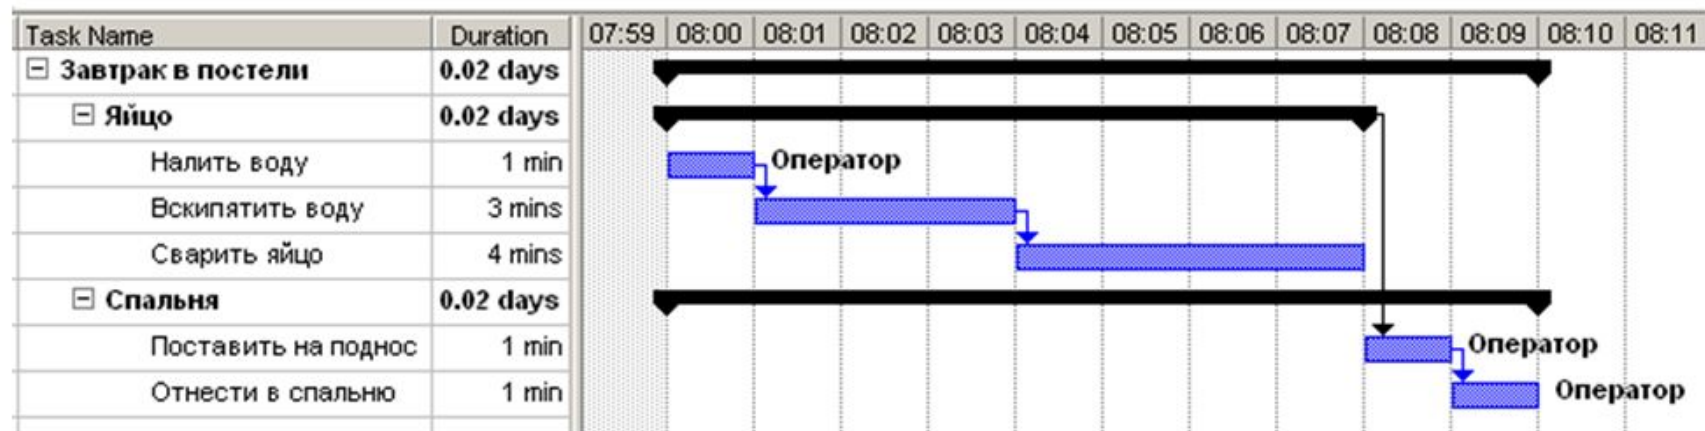 Task Name Duration 07:59 08:00 08:01 08:02 08:03 08:04 08:05 08:06 08:07 08:08 08:09 08:10 08:11
Завтрак в постели 0.02 days
Яйцо 0.02 days
Налить воду 1 min Оператор
Вскипятить воду 3 mins
Сварить яйцо 4 mins
Спальня 0.02 days
Поставить на поднос 1 min Оператор
Отнести в спальню 1 min Оператор